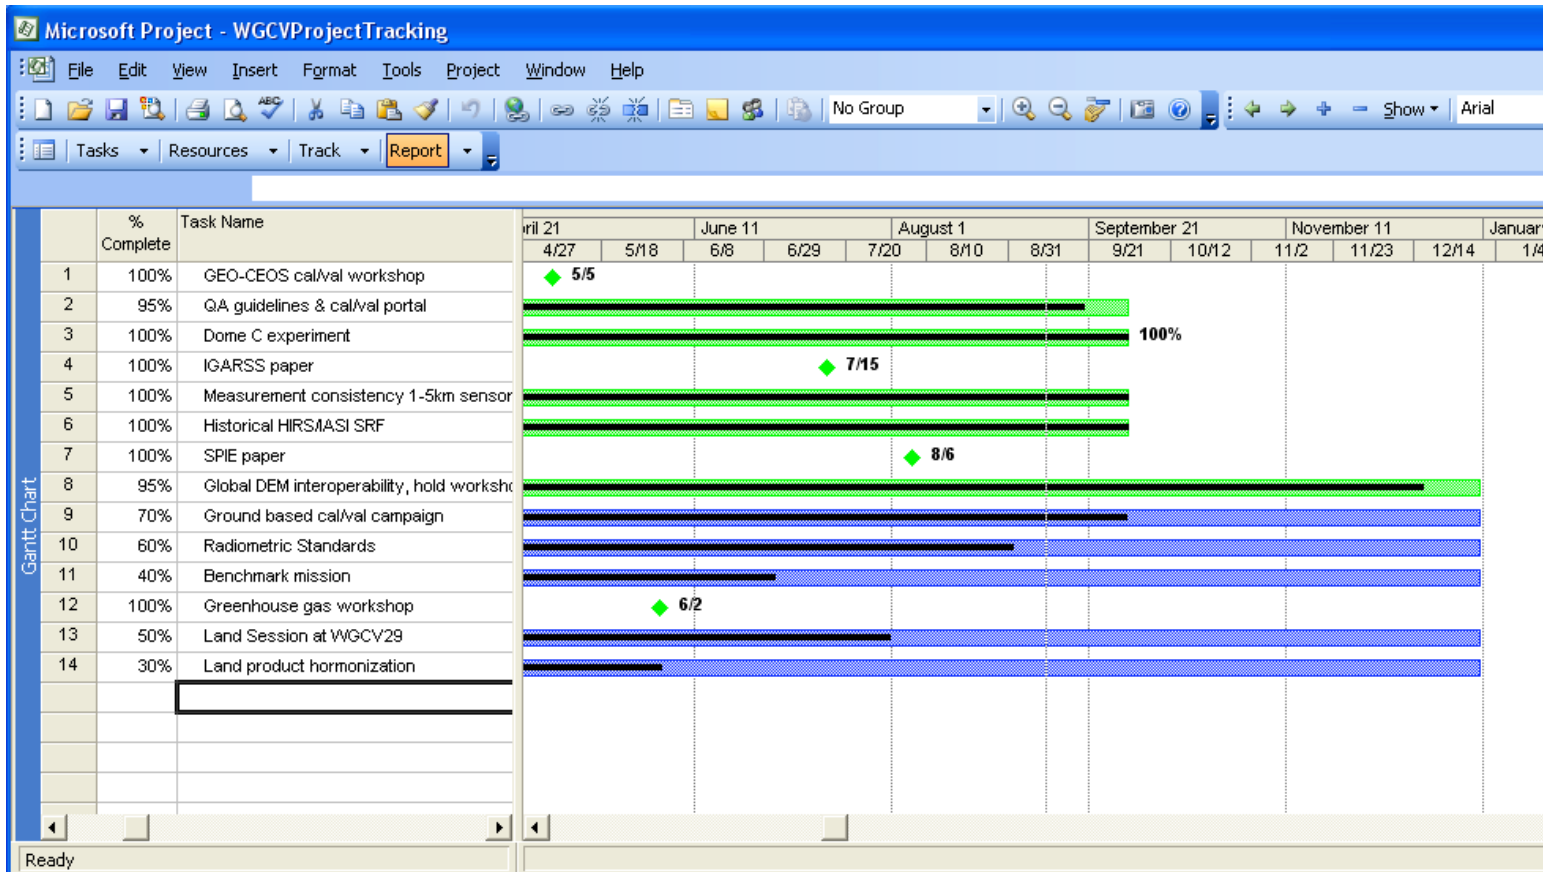 Microsoft Project - WGCVProjectTracking
File Edit View Insert Format Tools Project Window Help
ABC No Group Show Arial
Tasks Resources Track Report
% Complete Task Name
ril 21 June 11 August 1 September 21 November 11 Januar
4/27 5/18 6/8 6/29 7/20 8/10 8/31 9/21 10/12 11/2 11/23 12/14 1/4
1 100% GEO-CEOS cal/val workshop 5/5
2 95% QA guidelines & cal/val portal
3 100% Dome C experiment 100%
4 100% IGARSS paper 7/15
5 100% Measurement consistency 1-5km sensor
6 100% Historical HIRS/IASI SRF
7 100% SPIE paper 8/6
8 95% Global DEM interoperability, hold worksho
9 70% Ground based cal/val campaign
10 60% Radiometric Standards
11 40% Benchmark mission
12 100% Greenhouse gas workshop 6/2
13 50% Land Session at WGCV29
14 30% Land product hormonization
Gantt Chart
Ready